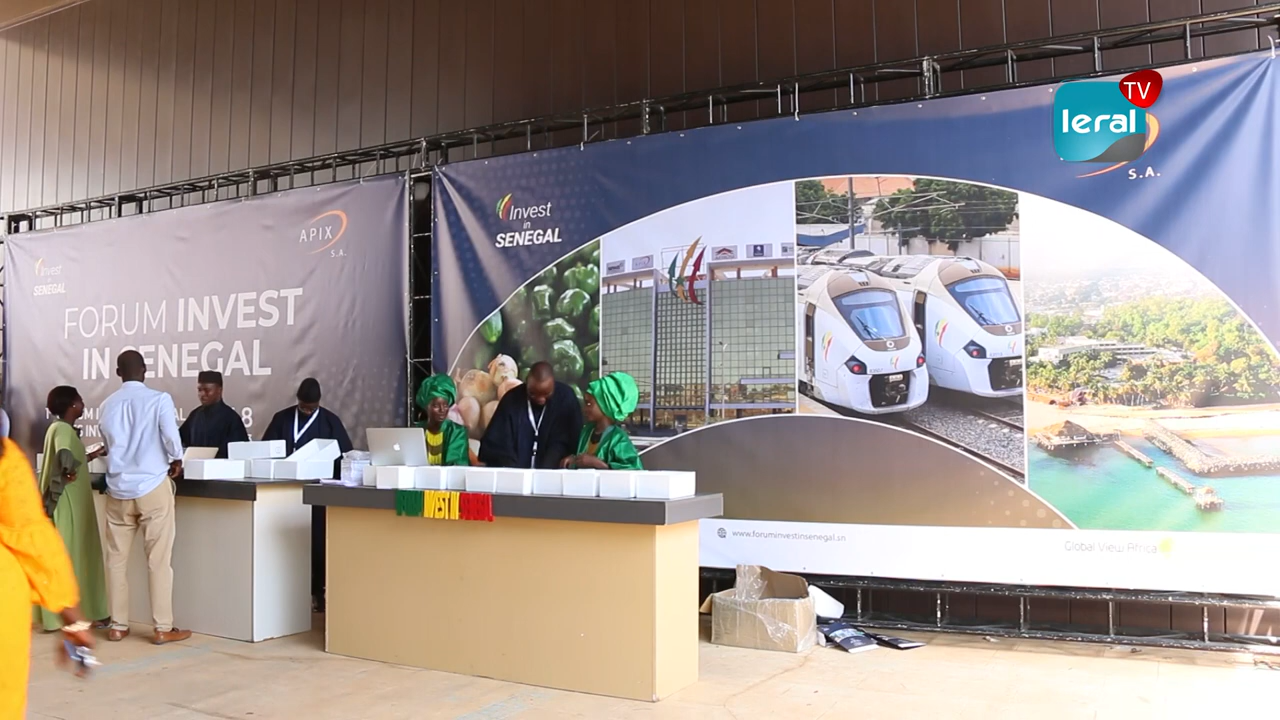 TV
leral
S.A.
Invest
in
SENEGAL
APIX
S.A.
Invest
SENEGAL
FORUM INVEST
IN SENEGAL
8
INVEST IN SENEGAL
www.foruminvestinsenegal.sn
Global View Africa